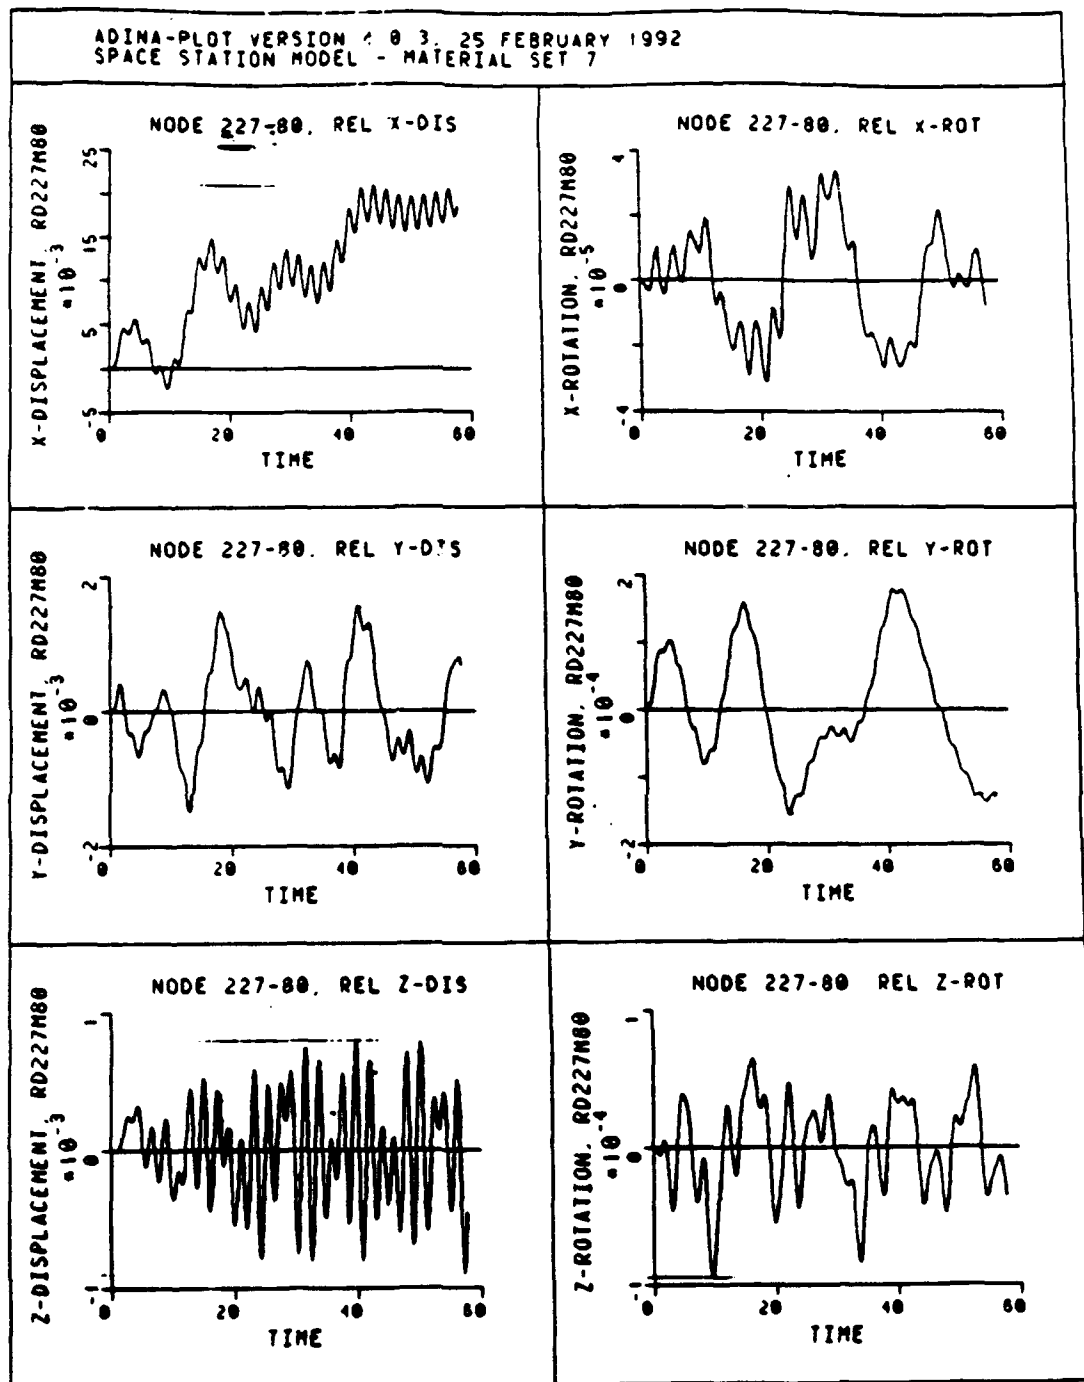 ADINA-PLOT VERSION 4 0 3, 25 FEBRUARY 1992
SPACE STATION MODEL - MATERIAL SET 7
NODE 227-80, REL X-DIS
X-DISPLACEMENT, RD227M80
*10^-3
25
15
5
-5
0
20
40
60
TIME
NODE 227-80, REL X-ROT
X-ROTATION, RD227M80
*10^-5
4
0
-4
0
20
40
60
TIME
NODE 227-80, REL Y-DIS
Y-DISPLACEMENT, RD227M80
*10^-3
2
0
-2
0
20
40
60
TIME
NODE 227-80, REL Y-ROT
Y-ROTATION, RD227M80
*10^-4
2
0
-2
0
20
40
60
TIME
NODE 227-80, REL Z-DIS
Z-DISPLACEMENT, RD227M80
*10^-3
1
0
-1
0
20
40
60
TIME
NODE 227-80 REL Z-ROT
Z-ROTATION, RD227M80
*10^-4
1
0
-1
0
20
40
60
TIME